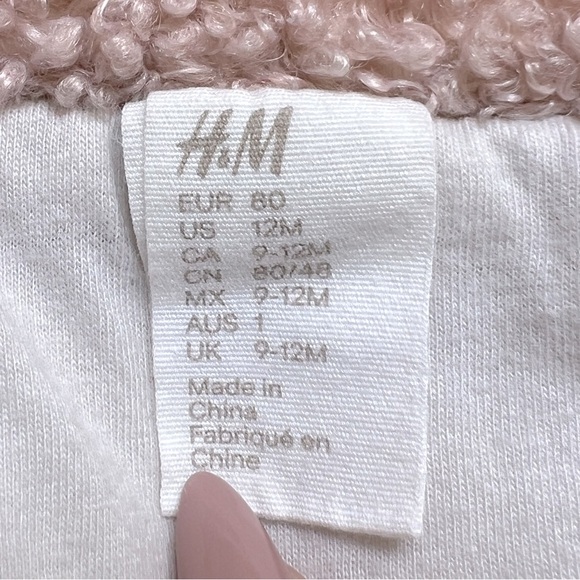 H&M
EUR 80
US 12M
CA 9-12M
CN 80/48
MX 9-12M
AUS 1
UK 9-12M
Made in
China
Fabriqué en
Chine